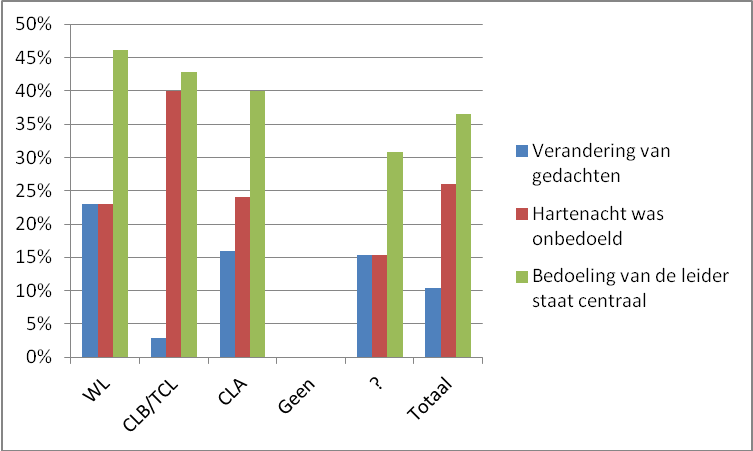 50%
45%
40%
35%
30%
25%
20%
15%
10%
5%
0%
WL
CLB/TCL
CLA
Geen
?
Totaal
Verandering van
gedachten
Hartenacht was
onbedoeld
Bedoeling van de leider
staat centraal